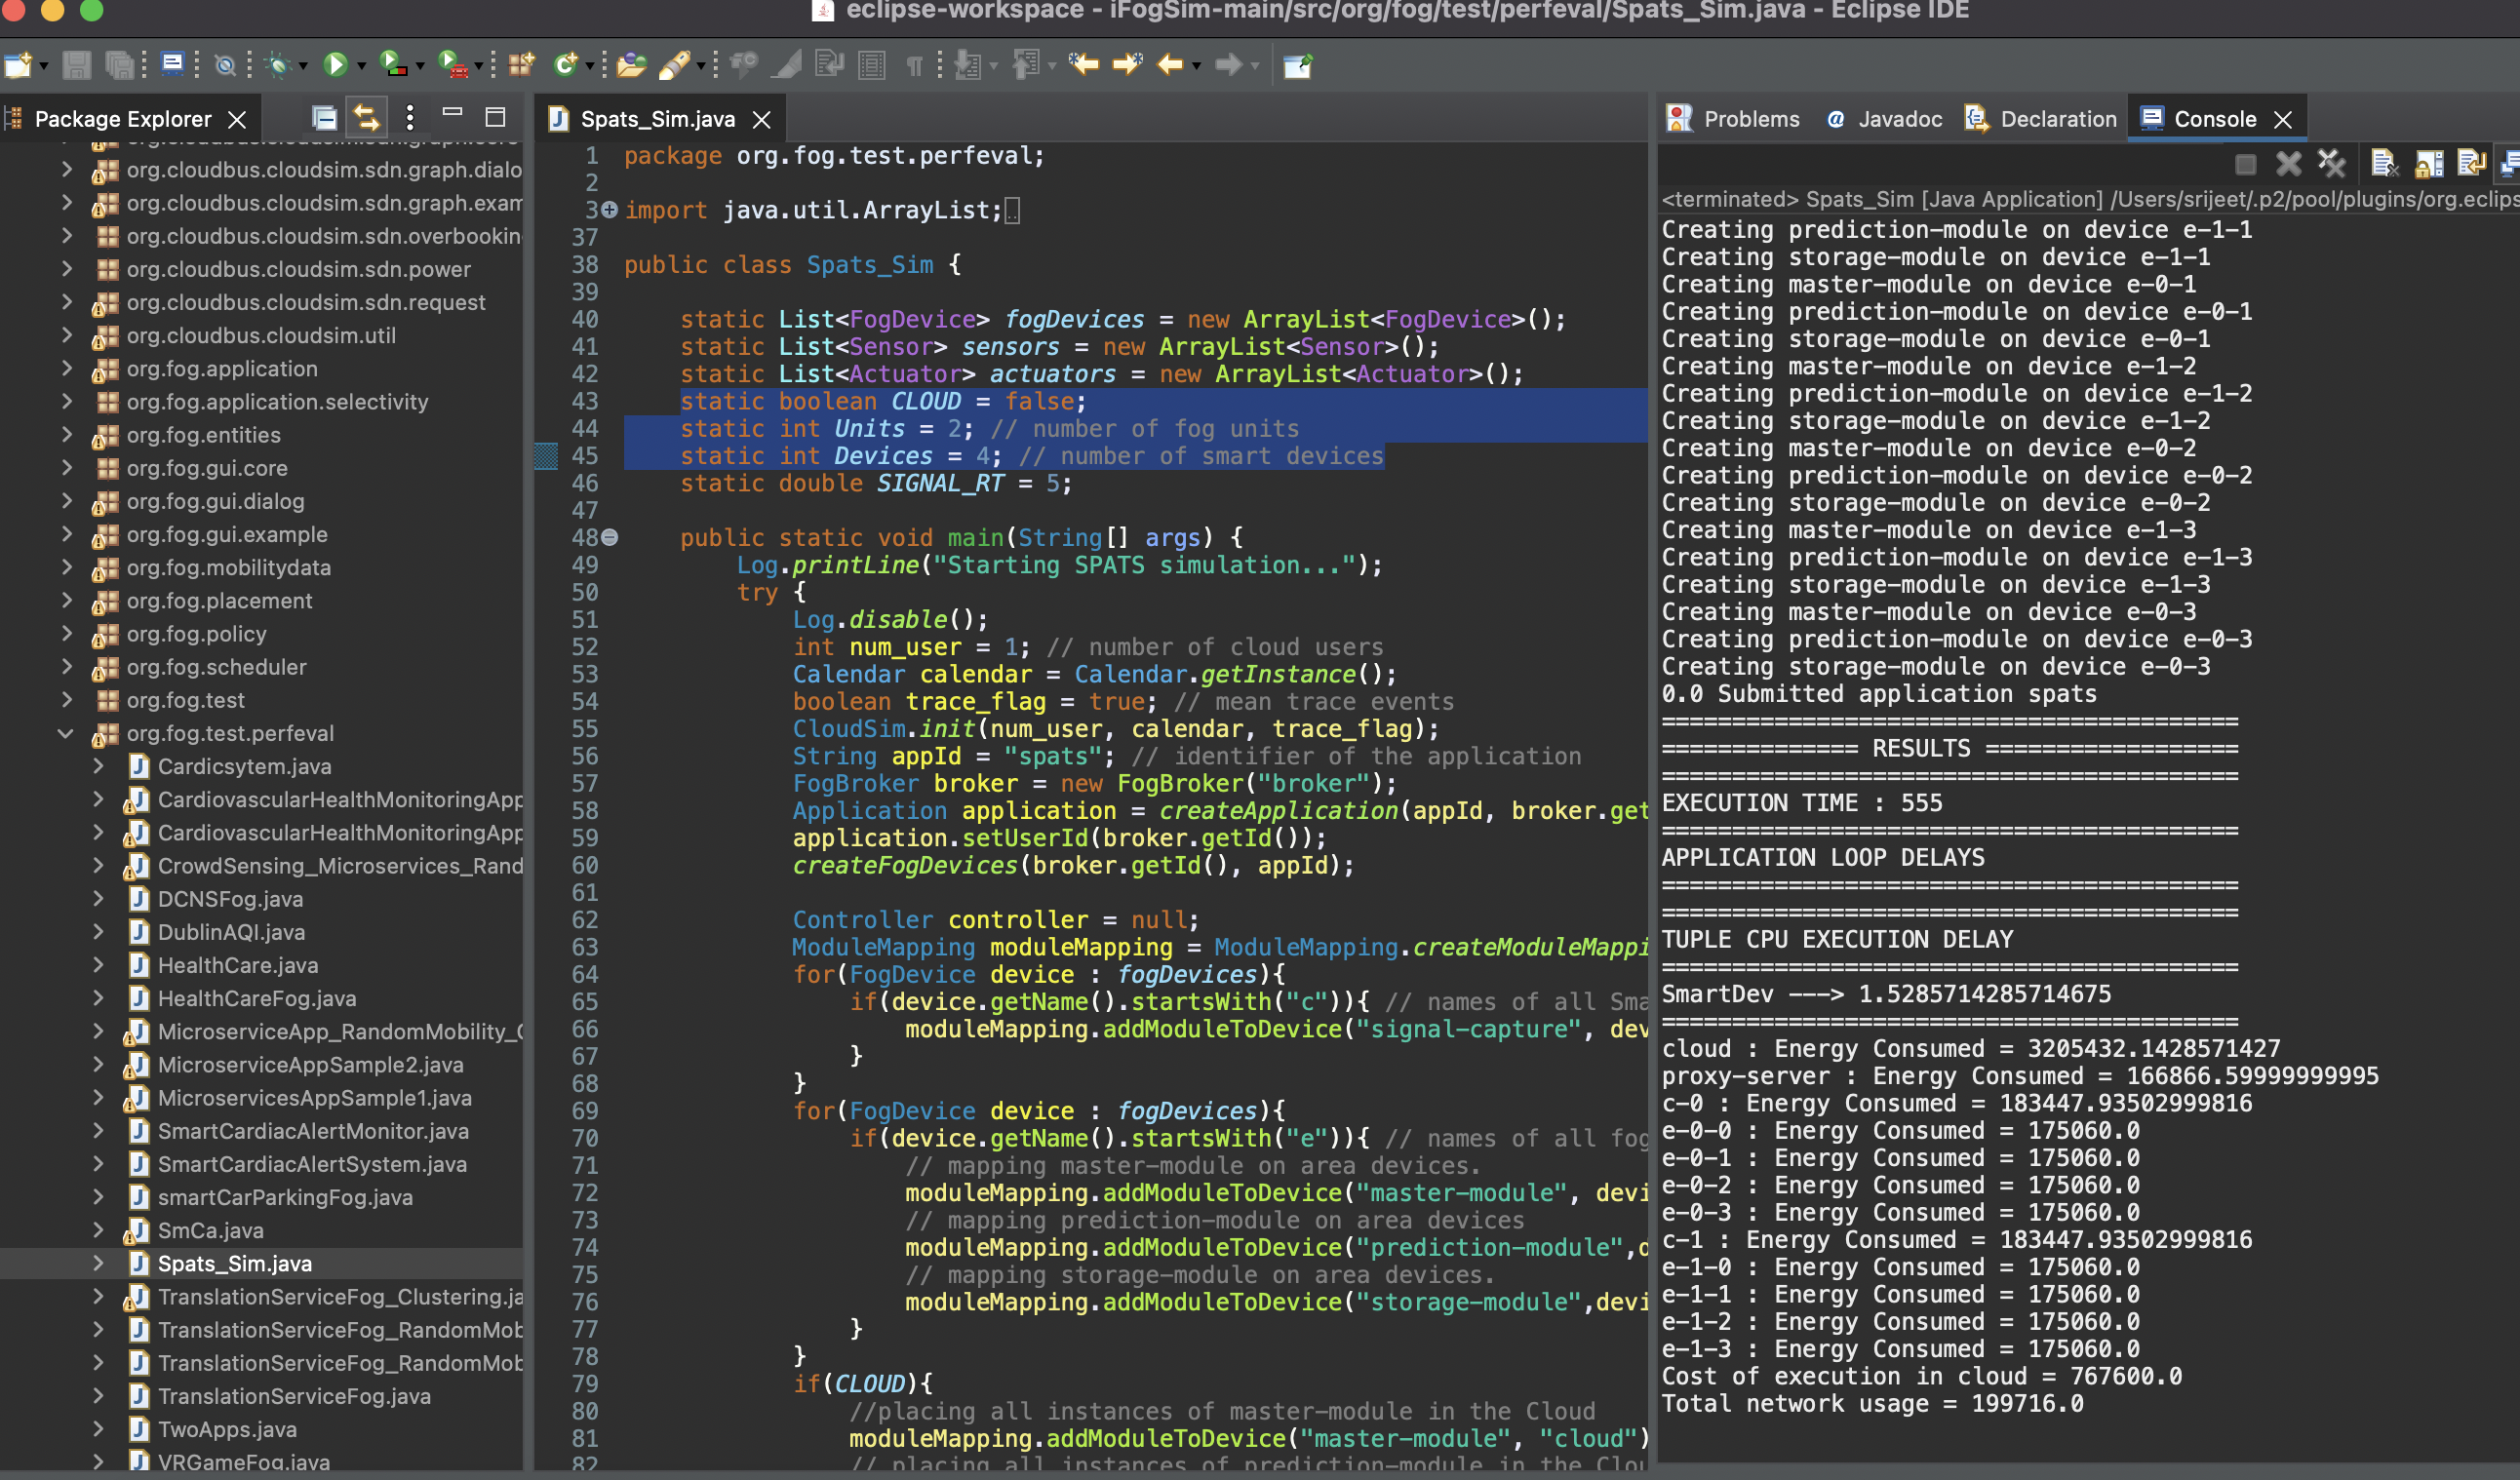 eclipse-workspace - iFogSim-main/src/org/fog/test/perfeval/Spats_Sim.java - Eclipse IDE
Package Explorer
org.cloudbus.cloudsim.sdn.graph.dialo
org.cloudbus.cloudsim.sdn.graph.exam
org.cloudbus.cloudsim.sdn.overbookin
org.cloudbus.cloudsim.sdn.power
org.cloudbus.cloudsim.sdn.request
org.cloudbus.cloudsim.util
org.fog.application
org.fog.application.selectivity
org.fog.entities
org.fog.gui.core
org.fog.gui.dialog
org.fog.gui.example
org.fog.mobilitydata
org.fog.placement
org.fog.policy
org.fog.scheduler
org.fog.test
org.fog.test.perfeval
Cardicsytem.java
CardiovascularHealthMonitoringApp
CardiovascularHealthMonitoringApp
CrowdSensing_Microservices_Rand
DCNSFog.java
DublinAQI.java
HealthCare.java
HealthCareFog.java
MicroserviceApp_RandomMobility_C
MicroserviceAppSample2.java
MicroservicesAppSample1.java
SmartCardiacAlertMonitor.java
SmartCardiacAlertSystem.java
smartCarParkingFog.java
SmCa.java
Spats_Sim.java
TranslationServiceFog_Clustering.ja
TranslationServiceFog_RandomMob
TranslationServiceFog_RandomMob
TranslationServiceFog.java
TwoApps.java
VRGameFog.java
Spats_Sim.java
1 package org.fog.test.perfeval;
2
3 import java.util.ArrayList;
37
38 public class Spats_Sim {
39
40 static List<FogDevice> fogDevices = new ArrayList<FogDevice>();
41 static List<Sensor> sensors = new ArrayList<Sensor>();
42 static List<Actuator> actuators = new ArrayList<Actuator>();
43 static boolean CLOUD = false;
44 static int Units = 2; // number of fog units
45 static int Devices = 4; // number of smart devices
46 static double SIGNAL_RT = 5;
47
48 public static void main(String[] args) {
49 Log.printLine("Starting SPATS simulation...");
50 try {
51 Log.disable();
52 int num_user = 1; // number of cloud users
53 Calendar calendar = Calendar.getInstance();
54 boolean trace_flag = true; // mean trace events
55 CloudSim.init(num_user, calendar, trace_flag);
56 String appId = "spats"; // identifier of the application
57 FogBroker broker = new FogBroker("broker");
58 Application application = createApplication(appId, broker.get
59 application.setUserId(broker.getId());
60 createFogDevices(broker.getId(), appId);
61
62 Controller controller = null;
63 ModuleMapping moduleMapping = ModuleMapping.createModuleMappi
64 for(FogDevice device : fogDevices){
65 if(device.getName().startsWith("c")){ // names of all Sma
66 moduleMapping.addModuleToDevice("signal-capture", dev
67 }
68 }
69 for(FogDevice device : fogDevices){
70 if(device.getName().startsWith("e")){ // names of all fog
71 // mapping master-module on area devices.
72 moduleMapping.addModuleToDevice("master-module", devi
73 // mapping prediction-module on area devices
74 moduleMapping.addModuleToDevice("prediction-module",d
75 // mapping storage-module on area devices.
76 moduleMapping.addModuleToDevice("storage-module",devi
77 }
78 }
79 if(CLOUD){
80 //placing all instances of master-module in the Cloud
81 moduleMapping.addModuleToDevice("master-module", "cloud")
82 // placing all instances of prediction-module in the Clou
Problems @ Javadoc Declaration Console
<terminated> Spats_Sim [Java Application] /Users/srijeet/.p2/pool/plugins/org.eclips
Creating prediction-module on device e-1-1
Creating storage-module on device e-1-1
Creating master-module on device e-0-1
Creating prediction-module on device e-0-1
Creating storage-module on device e-0-1
Creating master-module on device e-1-2
Creating prediction-module on device e-1-2
Creating storage-module on device e-1-2
Creating master-module on device e-0-2
Creating prediction-module on device e-0-2
Creating storage-module on device e-0-2
Creating master-module on device e-1-3
Creating prediction-module on device e-1-3
Creating storage-module on device e-1-3
Creating master-module on device e-0-3
Creating prediction-module on device e-0-3
Creating storage-module on device e-0-3
0.0 Submitted application spats
=========================================
============== RESULTS ==================
=========================================
EXECUTION TIME : 555
=========================================
APPLICATION LOOP DELAYS
=========================================
=========================================
TUPLE CPU EXECUTION DELAY
=========================================
SmartDev ---> 1.5285714285714675
=========================================
cloud : Energy Consumed = 3205432.1428571427
proxy-server : Energy Consumed = 166866.59999999995
c-0 : Energy Consumed = 183447.93502999816
e-0-0 : Energy Consumed = 175060.0
e-0-1 : Energy Consumed = 175060.0
e-0-2 : Energy Consumed = 175060.0
e-0-3 : Energy Consumed = 175060.0
c-1 : Energy Consumed = 183447.93502999816
e-1-0 : Energy Consumed = 175060.0
e-1-1 : Energy Consumed = 175060.0
e-1-2 : Energy Consumed = 175060.0
e-1-3 : Energy Consumed = 175060.0
Cost of execution in cloud = 767600.0
Total network usage = 199716.0